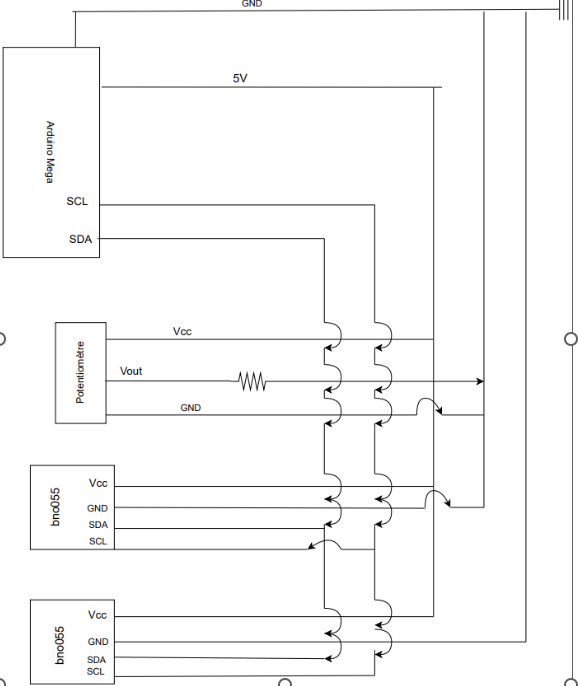 GND
5V
Arduino Mega
SCL
SDA
Potentiomètre
Vcc
Vout
GND
bno055
Vcc
GND
SDA
SCL
bno055
Vcc
GND
SDA
SCL